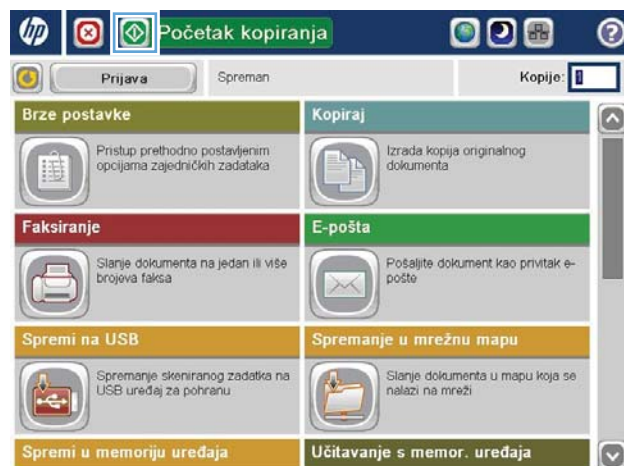 hp
Početak kopiranja
?
Prijava
Spreman
Kopije: 1
Brze postavke
Pristup prethodno postavljenim
opcijama zajedničkih zadataka
Kopiraj
Izrada kopija originalnog
dokumenta
Faksiranje
Slanje dokumenta na jedan ili više
brojeva faksa
E-pošta
Pošaljite dokument kao privitak e-
pošte
Spremi na USB
Spremanje skeniranog zadatka na
USB uređaj za pohranu
Spremanje u mrežnu mapu
Slanje dokumenta u mapu koja se
nalazi na mreži
Spremi u memoriju uređaja
Učitavanje s memor. uređaja